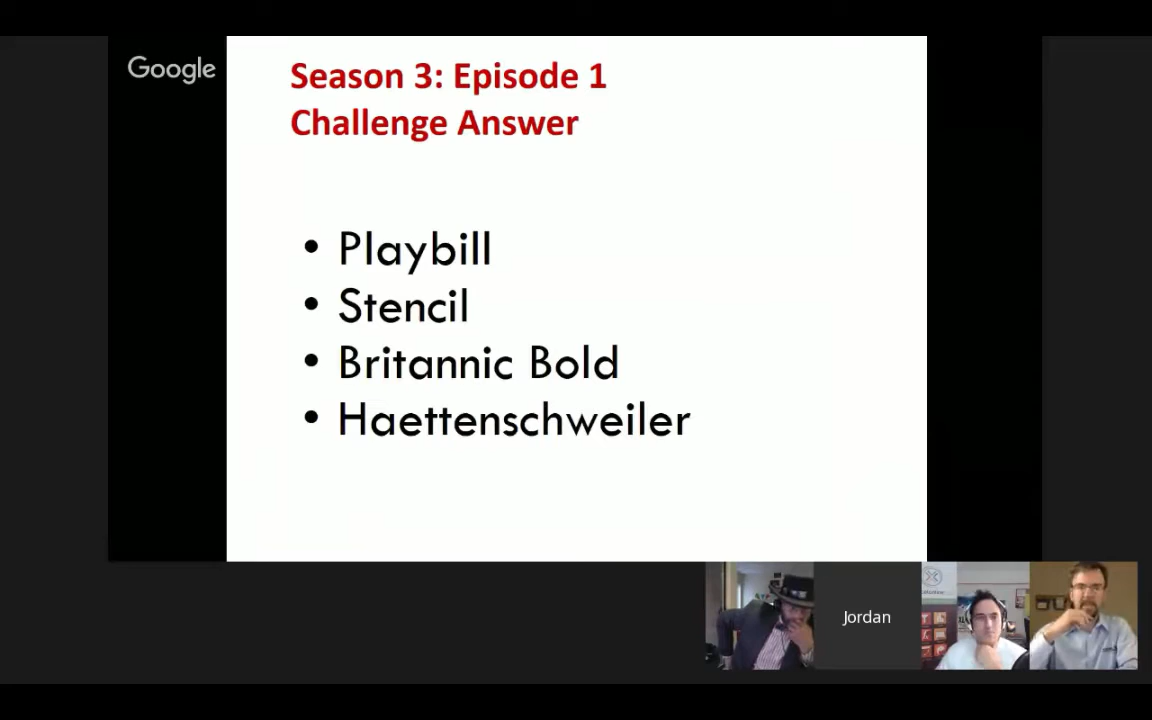 Google
Season 3: Episode 1
Challenge Answer
• Playbill
• Stencil
• Britannic Bold
• Haettenschweiler
Jordan